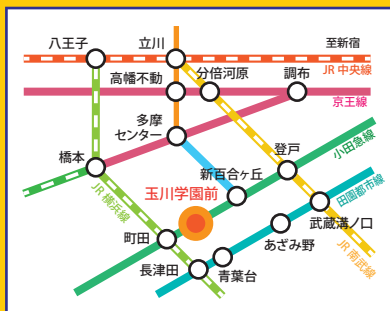 八王子
立川
至新宿
JR 中央線
高幡不動
分倍河原
調布
京王線
多摩
センター
登戸
小田急線
橋本
新百合ヶ丘
田園都市線
JR 横浜線
玉川学園前
武蔵溝ノ口
町田
あざみ野
JR 南武線
長津田
青葉台